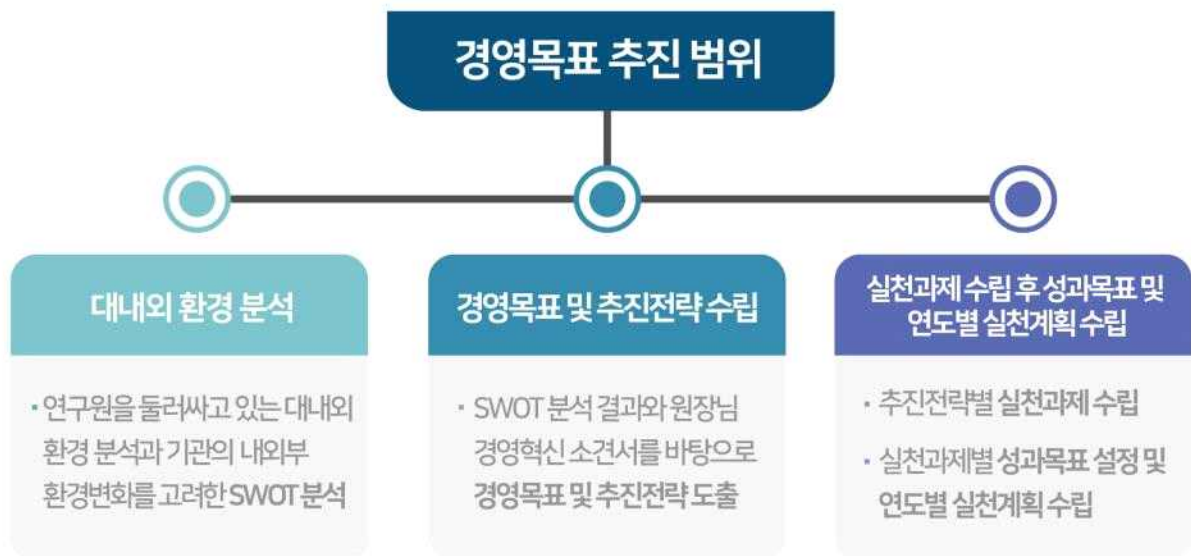 경영목표 추진 범위
대내외 환경 분석
· 연구원을 둘러싸고 있는 대내외
환경 분석과 기관의 내외부
환경변화를 고려한 SWOT 분석
경영목표 및 추진전략 수립
· SWOT 분석 결과와 원장님
경영혁신 소견서를 바탕으로
경영목표 및 추진전략 도출
실천과제 수립 후 성과목표 및
연도별 실천계획 수립
· 추진전략별 실천과제 수립
· 실천과제별 성과목표 설정 및
연도별 실천계획 수립